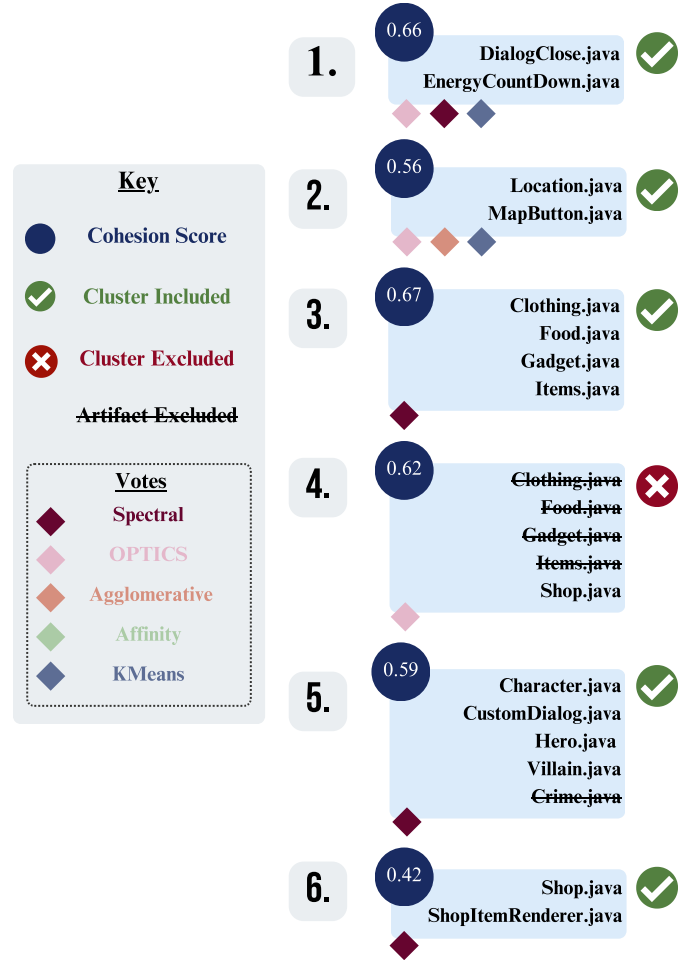 Key
Cohesion Score
Cluster Included
Cluster Excluded
Artifact Excluded
Votes
Spectral
OPTICS
Agglomerative
Affinity
KMeans
1.
0.66
DialogClose.java
EnergyCountDown.java
2.
0.56
Location.java
MapButton.java
3.
0.67
Clothing.java
Food.java
Gadget.java
Items.java
4.
0.62
Clothing.java
Food.java
Gadget.java
Items.java
Shop.java
5.
0.59
Character.java
CustomDialog.java
Hero.java
Villain.java
Crime.java
6.
0.42
Shop.java
ShopItemRenderer.java